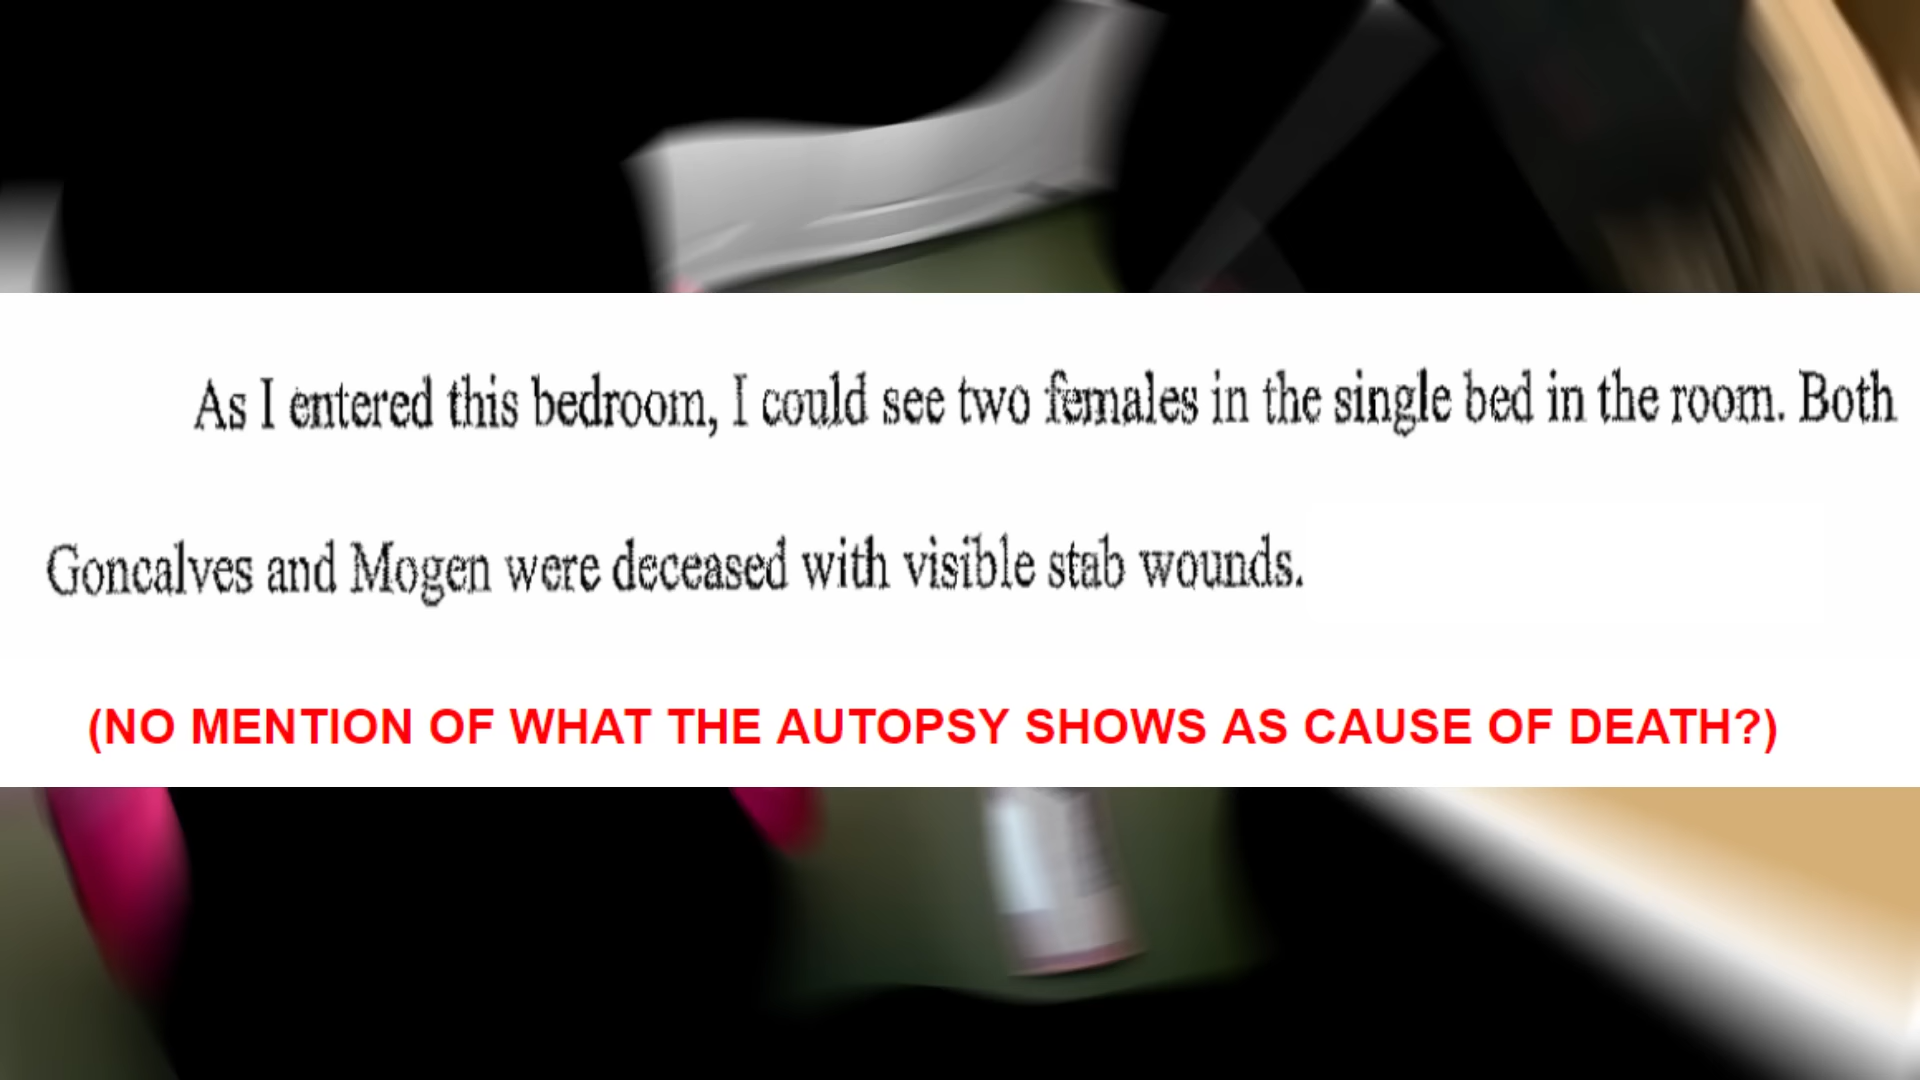 As I entered this bedroom, I could see two females in the single bed in the room. Both
Goncalves and Mogen were deceased with visible stab wounds.
(NO MENTION OF WHAT THE AUTOPSY SHOWS AS CAUSE OF DEATH?)